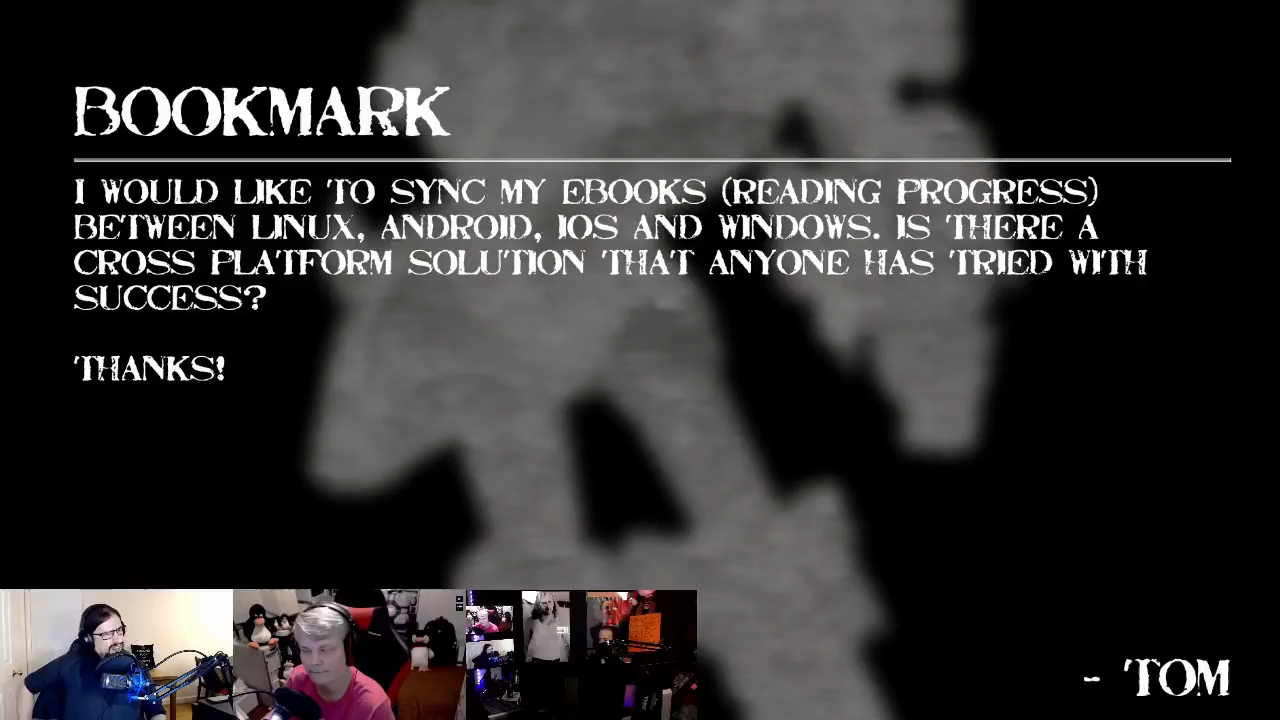 BOOKMARK
I WOULD LIKE TO SYNC MY EBOOKS (READING PROGRESS)
BETWEEN LINUX, ANDROID, IOS AND WINDOWS. IS THERE A
CROSS PLATFORM SOLUTION THAT ANYONE HAS TRIED WITH
SUCCESS?
THANKS!
- TOM